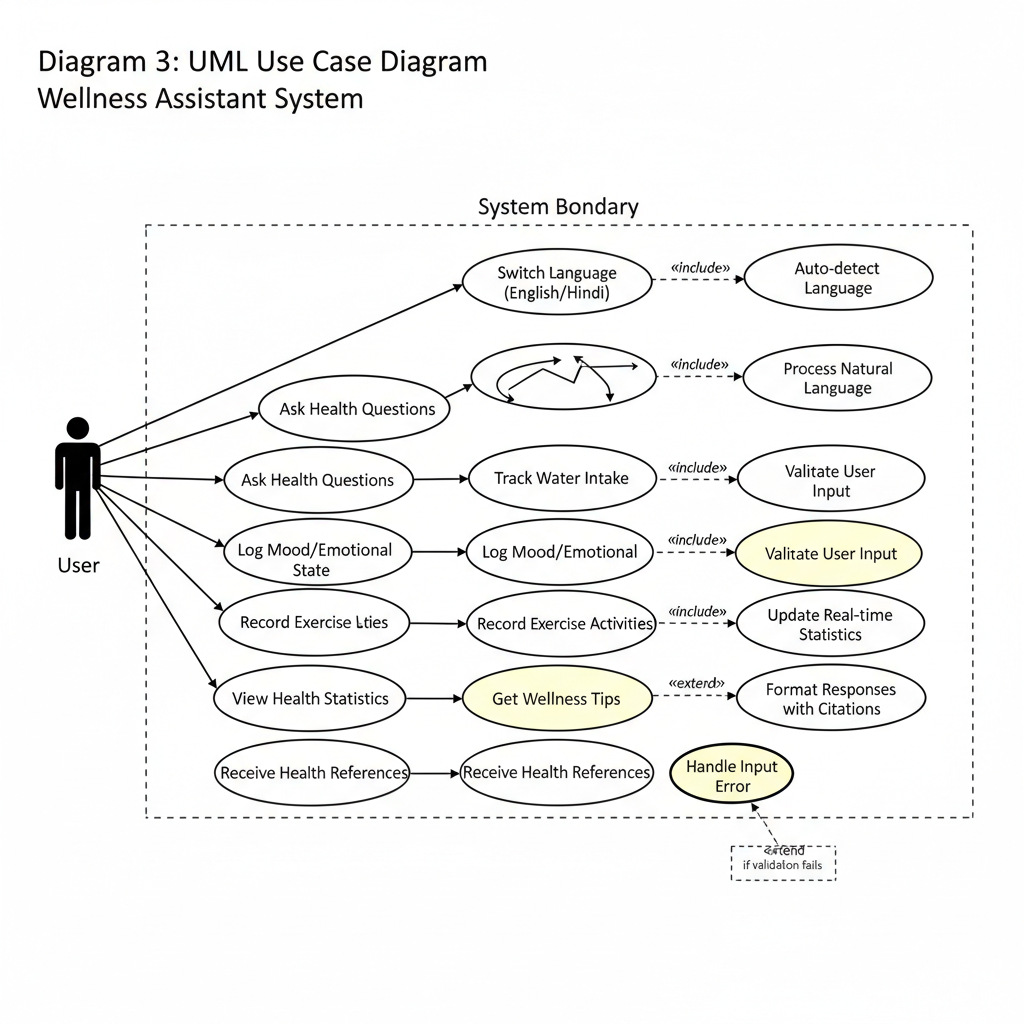 Diagram 3: UML Use Case Diagram
Wellness Assistant System
System Bondary
Switch Language
(English/Hindi)
«include»
Auto-detect
Language
Ask Health Questions
«include»
Process Natural
Language
User
Ask Health Questions
Track Water Intake
«include»
Valitate User
Input
Log Mood/Emotional
State
Log Mood/Emotional
«include»
Valitate User Input
Record Exercise
Record Exercise Activities
«include»
Update Real-time
Statistics
View Health Statistics
Get Wellness Tips
«exterd»
Format Responses
with Citations
Receive Health References
Receive Health References
Handle Input
Error
if validation fails